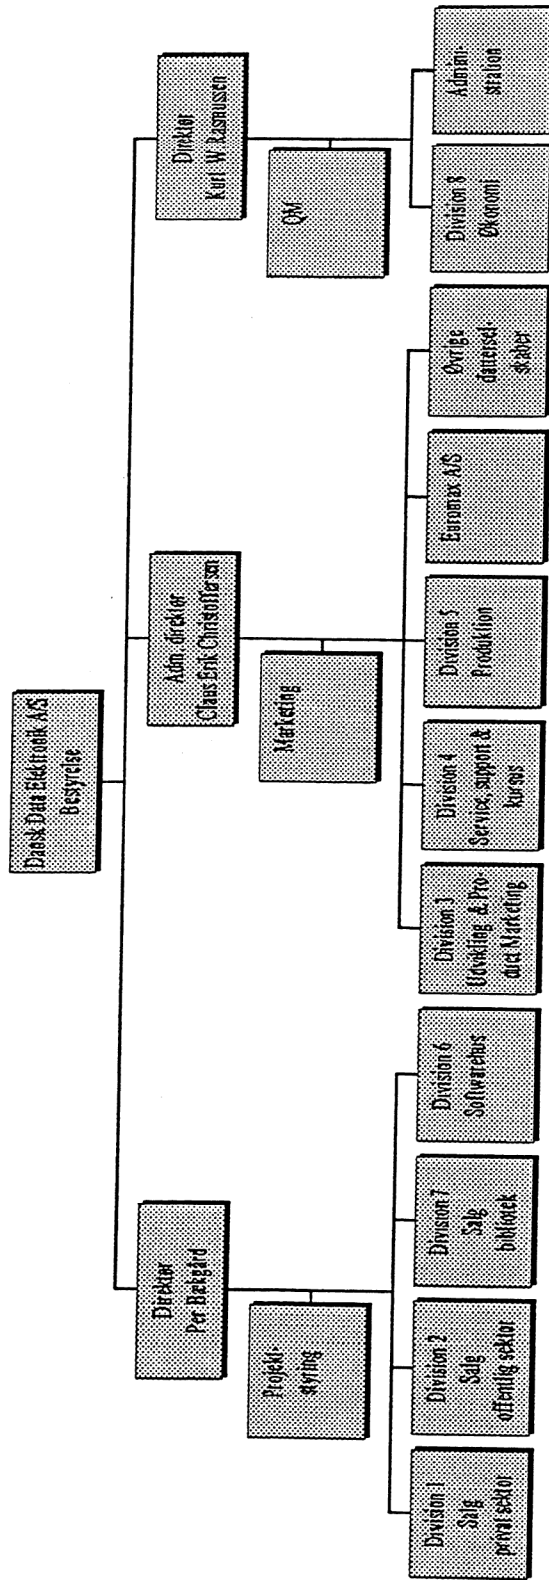 Dansk Data Elektronik A/S
Bestyrelse
Direktør
Per Bækgård
Adm. direktør
Claus Erik Christoffersen
Direktør
Kurt W Rasmussen
Projekt-
styring
Marketing
QM
Division 1
Salg
privat sektor
Division 2
Salg
offentlig sektor
Division 7
Salg
bibliotek
Division 6
Softwarehus
Division 3
Udvikling & Pro-
duct Marketing
Division 4
Service, support &
kursus
Division 5
Produktion
Euromax A/S
Øvrige
dattersel
skaber
Division 8
Økonomi
Admini-
stration